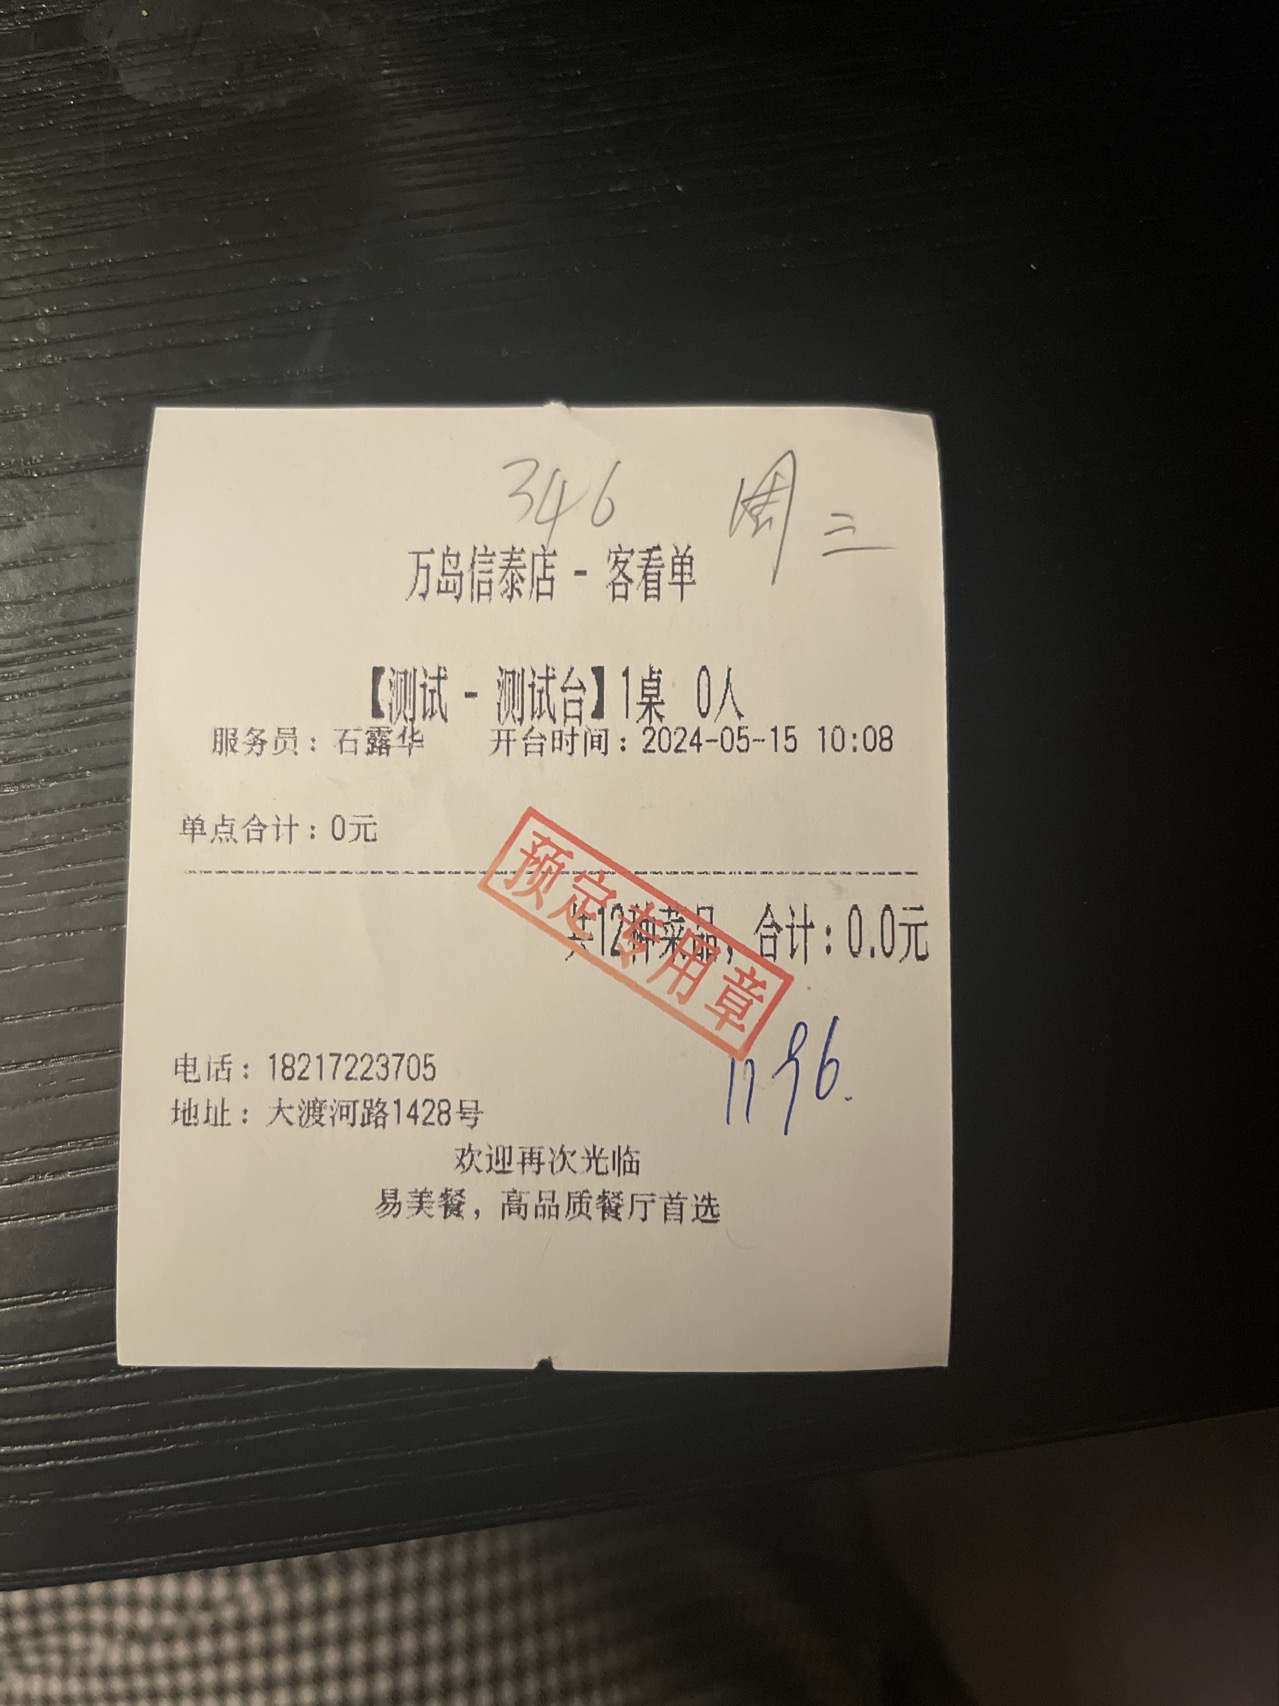 346 周二
万岛信泰店 - 客看单
【测试 - 测试台】1桌 0人
服务员：石露华 开台时间：2024-05-15 10:08
单点合计：0元
预定专用章
共12种菜品，合计：0.0元
电话：18217223705
地址：大渡河路1428号
欢迎再次光临
易美餐，高品质餐厅首选